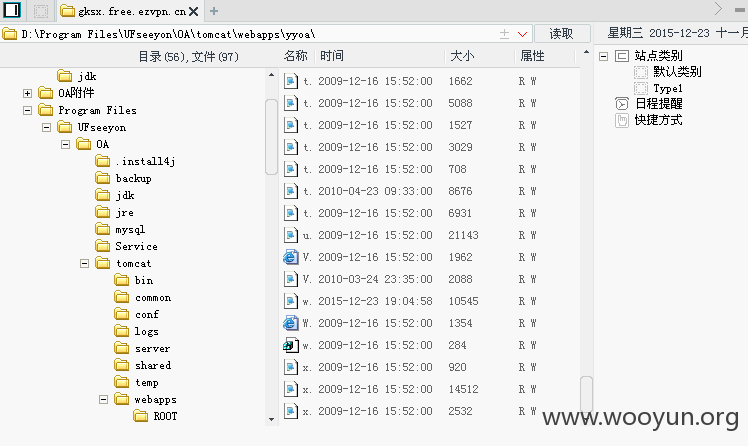 gksx.free.ezvpn.cn
D:\Program Files\UFseeyon\OA\tomcat\webapps\yyoa\
读取
星期三 2015-12-23 十一月
目录(56),文件(97)
名称 时间 大小 属性
jdk
OA附件
Program Files
UFseeyon
OA
.install4j
backup
jdk
jre
mysql
Service
tomcat
bin
common
conf
logs
server
shared
temp
webapps
ROOT
t. 2009-12-16 15:52:00 1662 R W
t. 2009-12-16 15:52:00 5088 R W
t. 2009-12-16 15:52:00 1527 R W
t. 2009-12-16 15:52:00 3029 R W
t. 2009-12-16 15:52:00 708 R W
t. 2010-04-23 09:33:00 8676 R W
t. 2009-12-16 15:52:00 6931 R W
u. 2009-12-16 15:52:00 21143 R W
V. 2009-12-16 15:52:00 1962 R W
V. 2010-03-24 23:35:00 2088 R W
w. 2015-12-23 19:04:58 10545 R W
W. 2009-12-16 15:52:00 1354 R W
w. 2009-12-16 15:52:00 284 R W
x. 2009-12-16 15:52:00 920 R W
x. 2009-12-16 15:52:00 14512 R W
x. 2009-12-16 15:52:00 2532 R W
站点类别
默认类别
Type1
日程提醒
快捷方式
www.wooyun.org